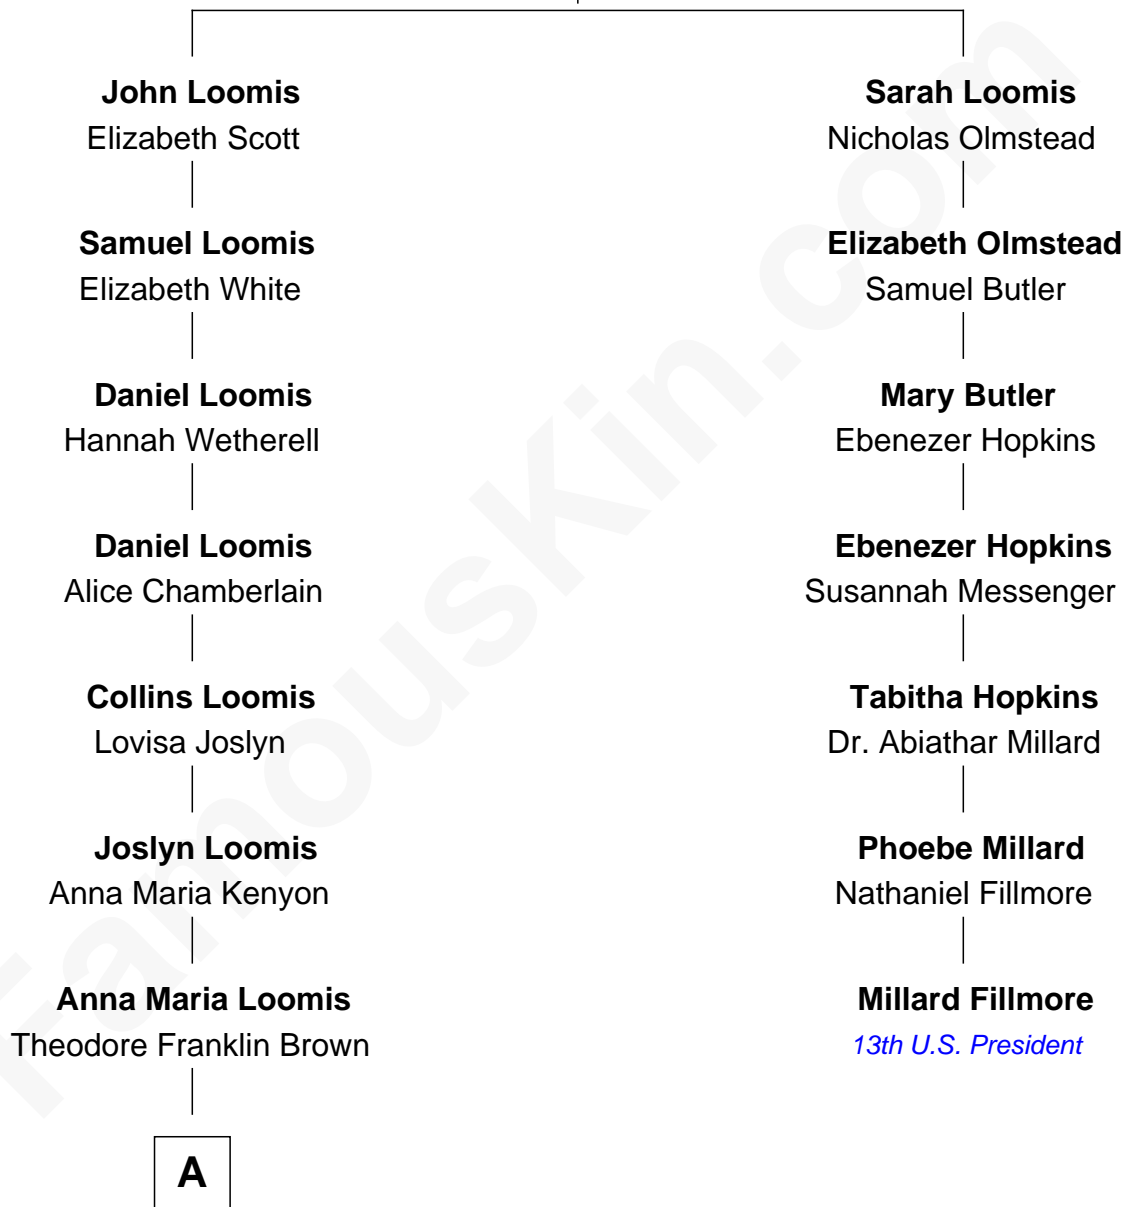 John Loomis
Elizabeth Scott
Samuel Loomis
Elizabeth White
Daniel Loomis
Hannah Wetherell
Daniel Loomis
Alice Chamberlain
Collins Loomis
Lovisa Joslyn
Joslyn Loomis
Anna Maria Kenyon
Anna Maria Loomis
Theodore Franklin Brown
A
Sarah Loomis
Nicholas Olmstead
Elizabeth Olmstead
Samuel Butler
Mary Butler
Ebenezer Hopkins
Ebenezer Hopkins
Susannah Messenger
Tabitha Hopkins
Dr. Abiathar Millard
Phoebe Millard
Nathaniel Fillmore
Millard Fillmore
13th U.S. President
FamousKin.com